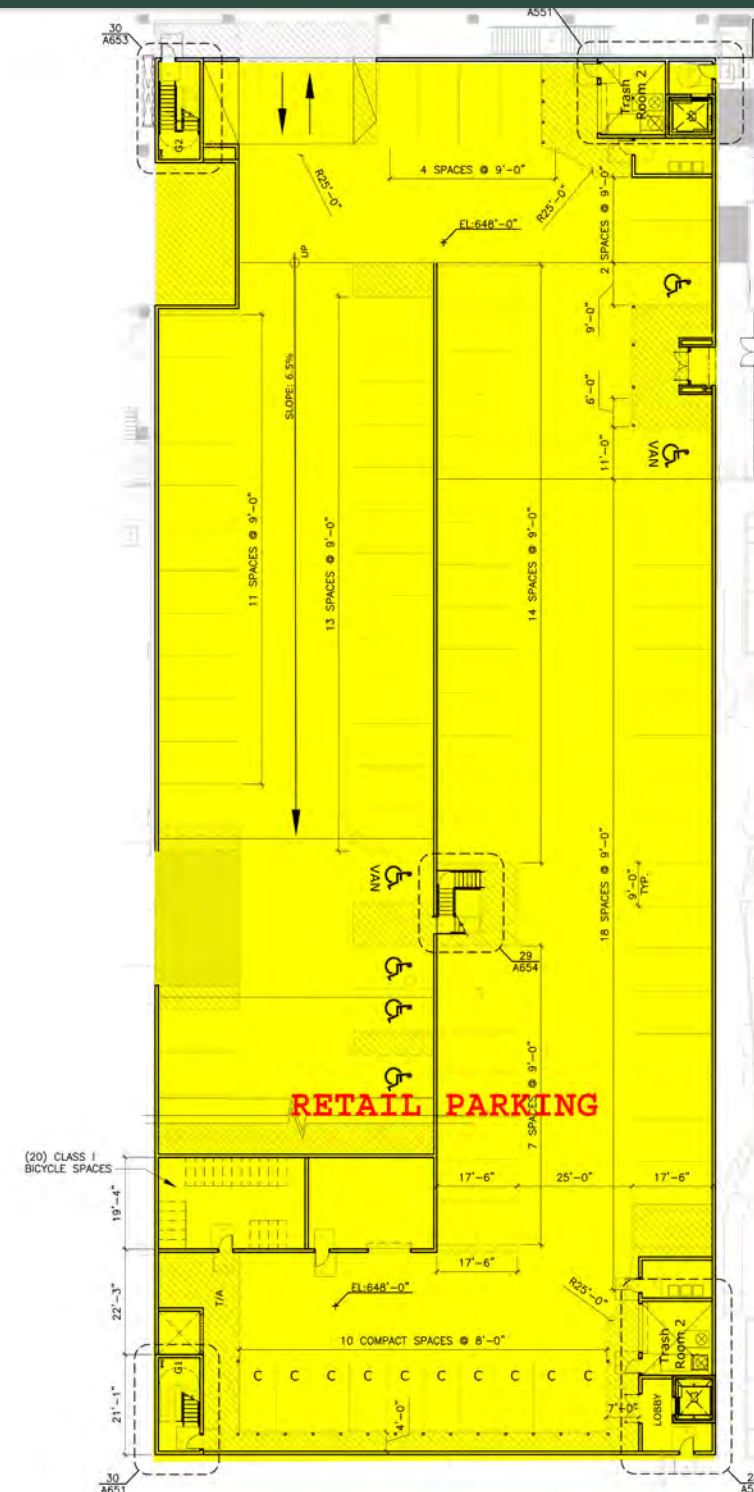 30
A653
A551
G2
Trash
Room 2
R25'-0"
4 SPACES @ 9'-0"
R25'-0"
2 SPACES @ 9'-0"
EL:648'-0"
UP
9'-0"
SLOPE: 6.5%
6'-0"
11'-0"
VAN
11 SPACES @ 9'-0"
13 SPACES @ 9'-0"
14 SPACES @ 9'-0"
VAN
18 SPACES @ 9'-0"
9'-0"
TYP.
29
A654
7 SPACES @ 9'-0"
RETAIL PARKING
(20) CLASS I
BICYCLE SPACES
19'-4"
17'-6"
25'-0"
17'-6"
17'-6"
22'-3"
T/A
EL:648'-0"
R25'-0"
10 COMPACT SPACES @ 8'-0"
Trash
Room 2
G1
C C C C C C C C C C
21'-1"
4'-0"
7'-0"
LOBBY
30
A651